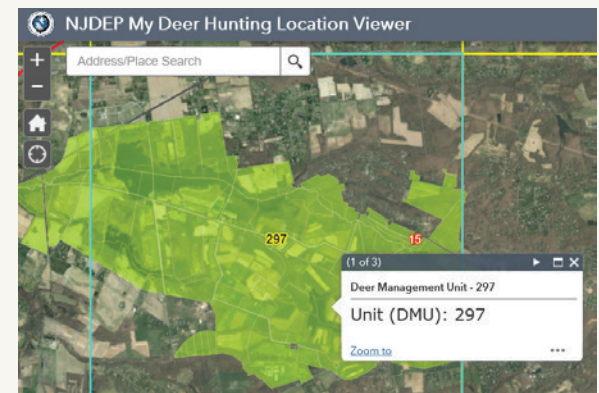 NJDEP My Deer Hunting Location Viewer
+
Address/Place Search
−
297
15
(1 of 3)
Deer Management Unit - 297
Unit (DMU): 297
Zoom to